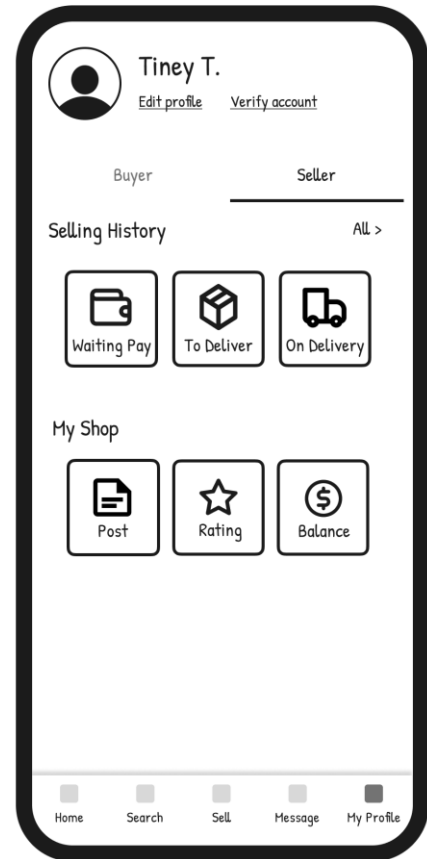 Tiney T.
Edit profile Verify account
Buyer Seller
Selling History All >
Waiting Pay To Deliver On Delivery
My Shop
Post Rating Balance
Home Search Sell Message My Profile